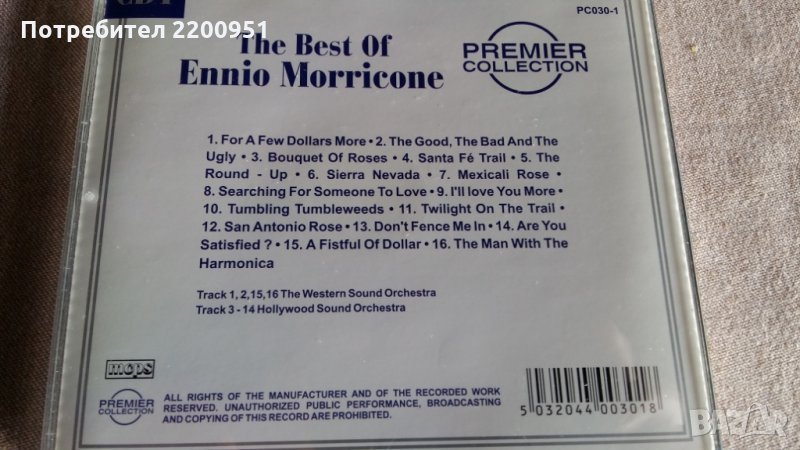 Потребител 2200951
CD1
PC030-1
The Best Of
Ennio Morricone
PREMIER
COLLECTION
1. For A Few Dollars More • 2. The Good, The Bad And The
Ugly • 3. Bouquet Of Roses • 4. Santa Fé Trail • 5. The
Round - Up • 6. Sierra Nevada • 7. Mexicali Rose •
8. Searching For Someone To Love • 9. I'll love You More •
10. Tumbling Tumbleweeds • 11. Twilight On The Trail •
12. San Antonio Rose • 13. Don't Fence Me In • 14. Are You
Satisfied ? • 15. A Fistful Of Dollar • 16. The Man With The
Harmonica
Track 1, 2,15,16 The Western Sound Orchestra
Track 3 - 14 Hollywood Sound Orchestra
mcps
PREMIER
COLLECTION
ALL RIGHTS OF THE MANUFACTURER AND OF THE RECORDED WORK
RESERVED. UNAUTHORIZED PUBLIC PERFORMANCE, BROADCASTING
AND COPYING OF THIS RECORD ARE PROHIBITED.
5 032044 003018
BAZAR